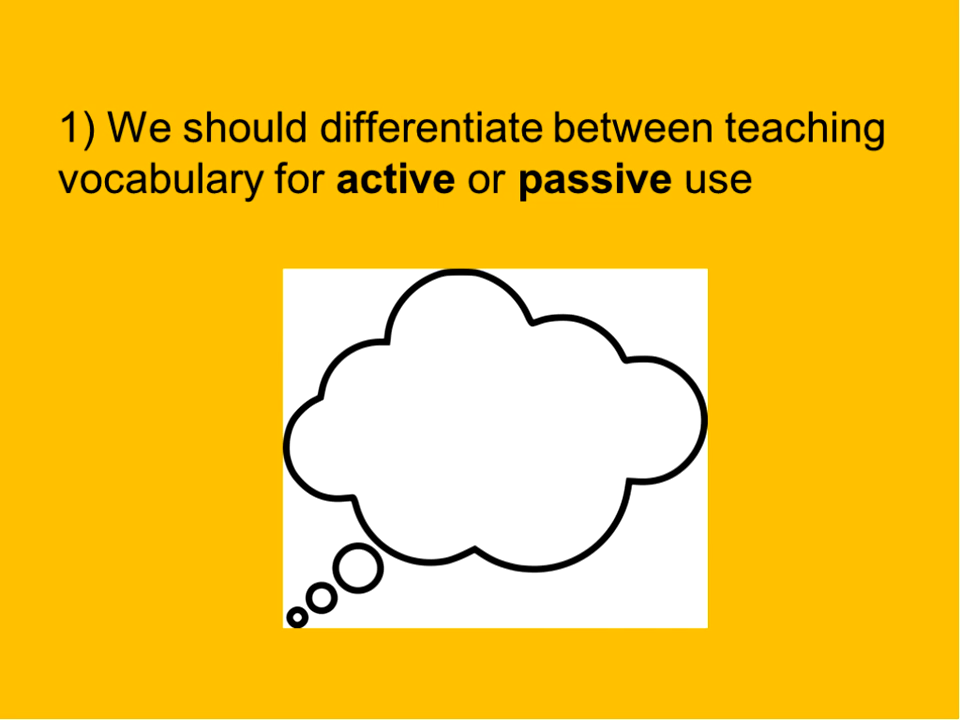 1) We should differentiate between teaching
vocabulary for active or passive use